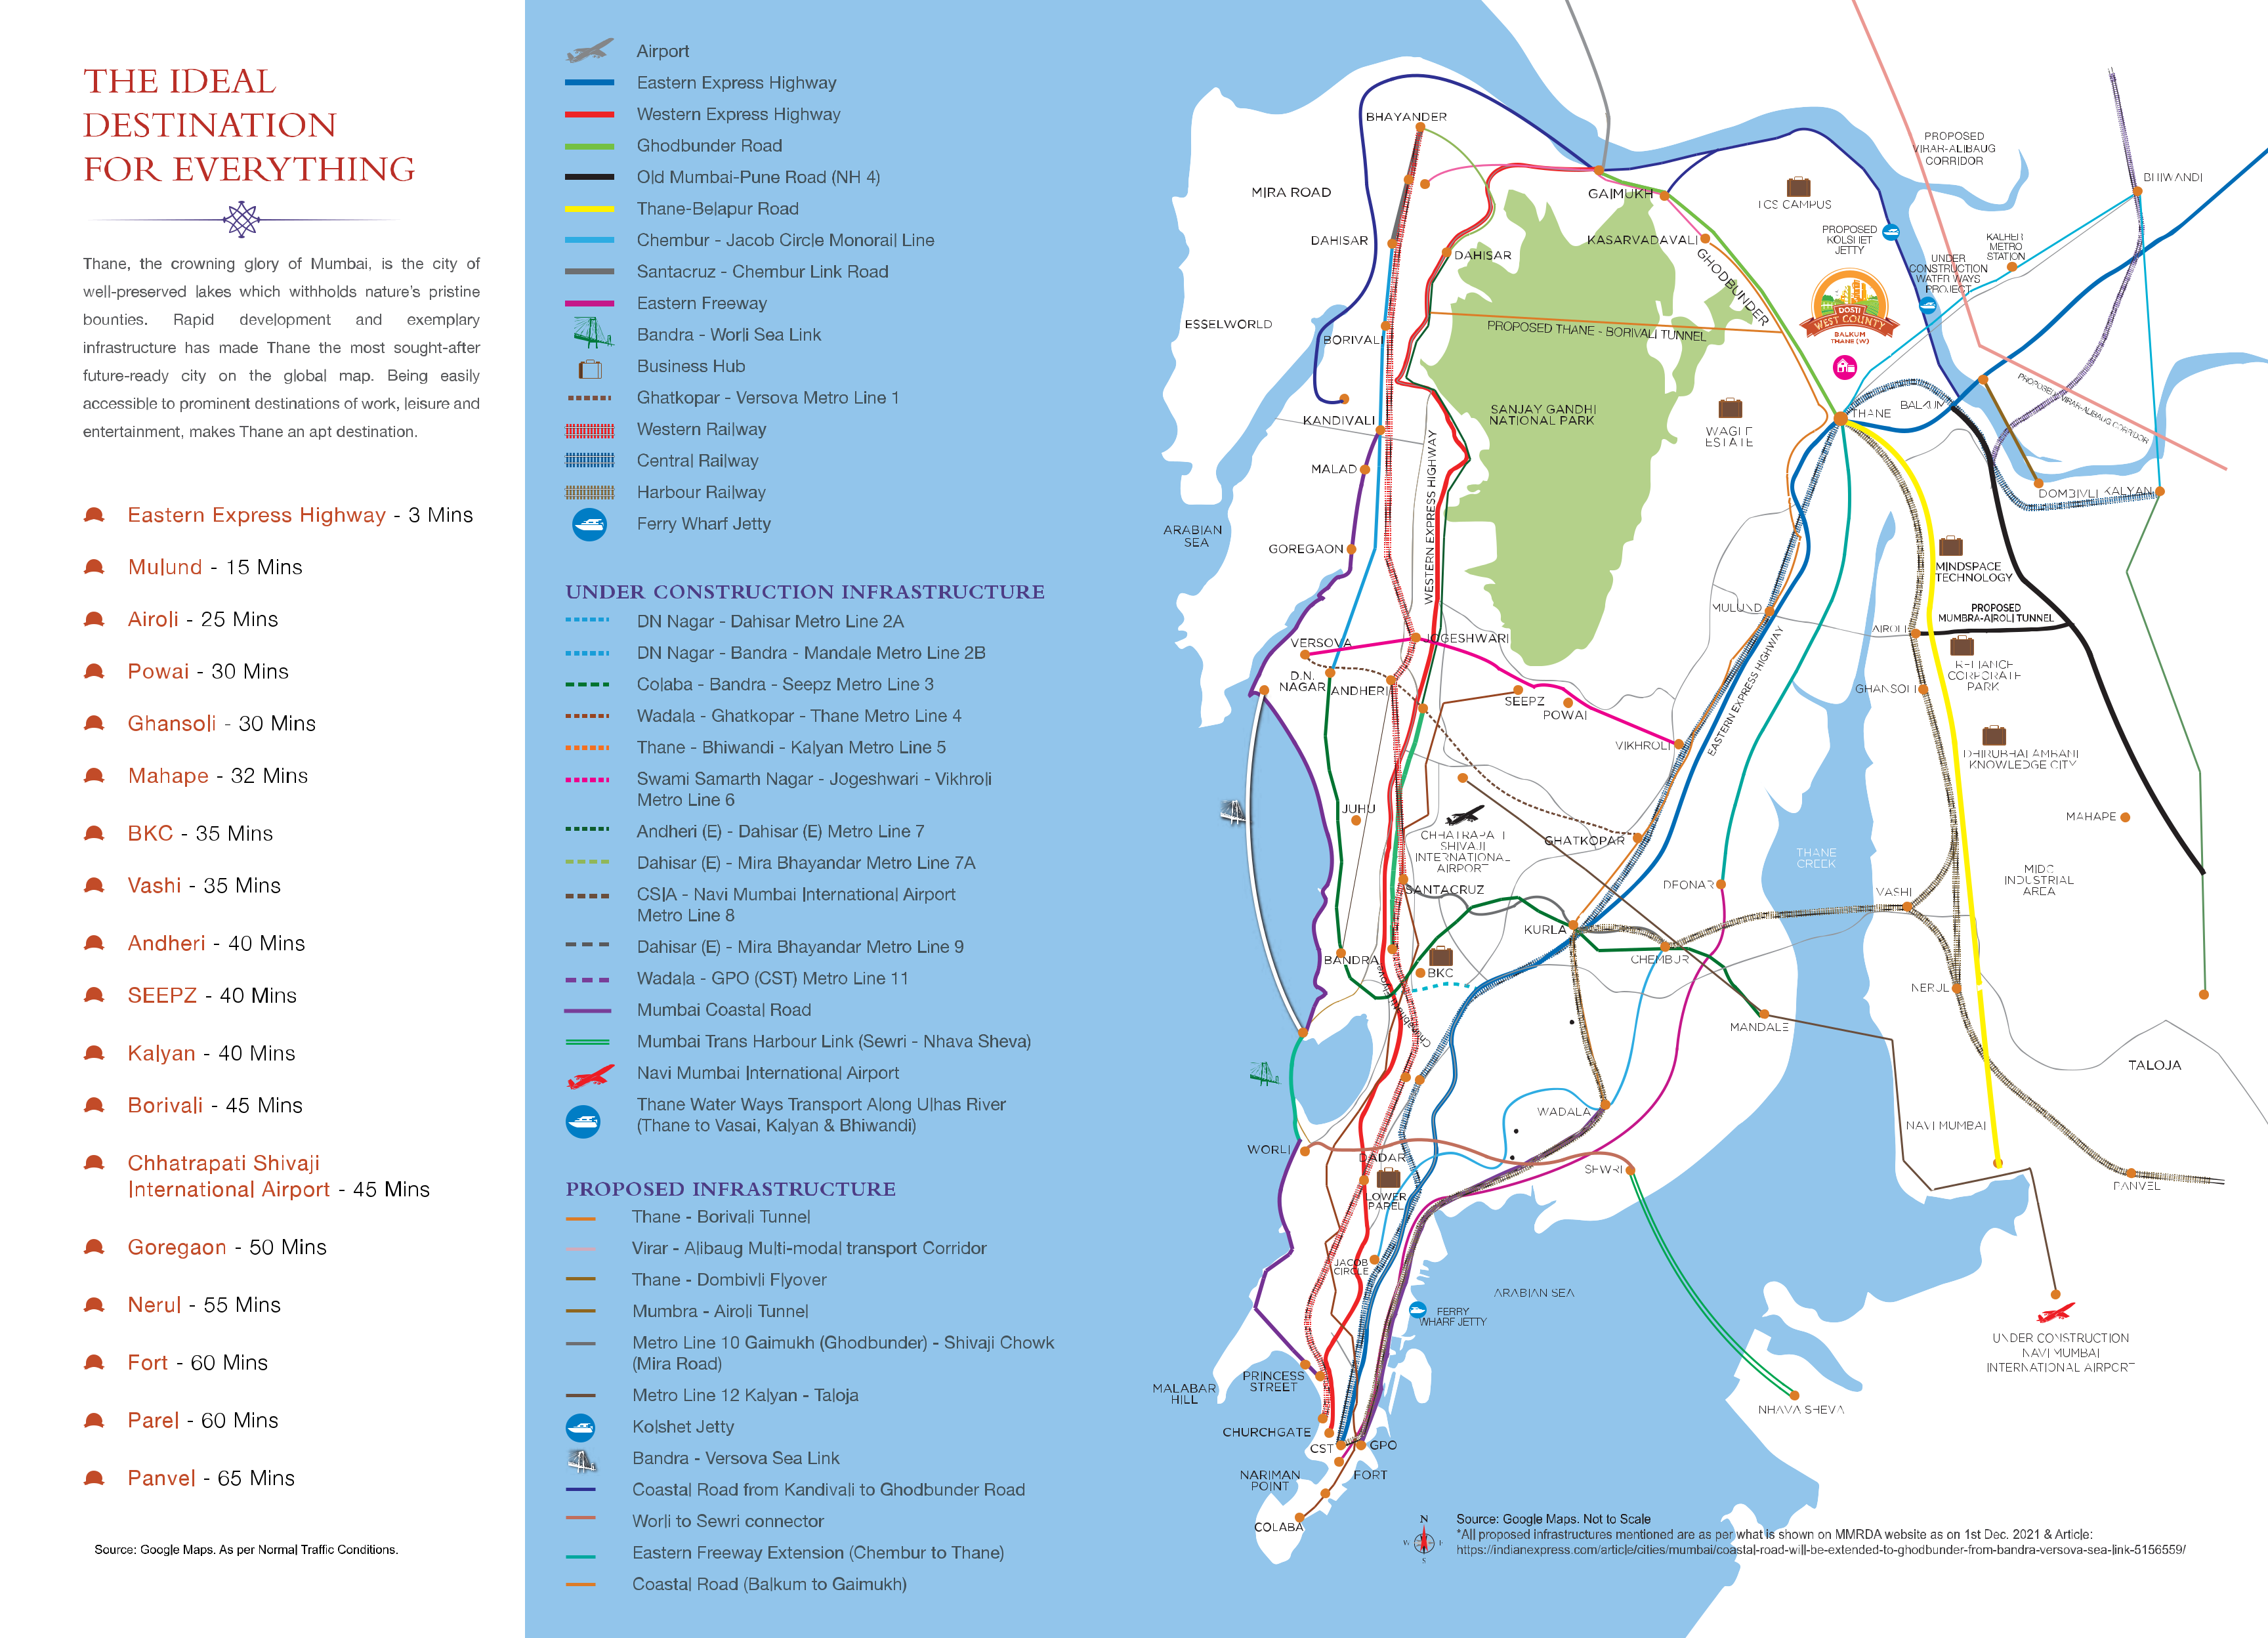 THE IDEAL
DESTINATION
FOR EVERYTHING
Thane, the crowning glory of Mumbai, is the city of
well-preserved lakes which withholds nature's pristine
bounties. Rapid development and exemplary
infrastructure has made Thane the most sought-after
future-ready city on the global map. Being easily
accessible to prominent destinations of work, leisure and
entertainment, makes Thane an apt destination.
Eastern Express Highway - 3 Mins
Mulund - 15 Mins
Airoli - 25 Mins
Powai - 30 Mins
Ghansoli - 30 Mins
Mahape - 32 Mins
BKC - 35 Mins
Vashi - 35 Mins
Andheri - 40 Mins
SEEPZ - 40 Mins
Kalyan - 40 Mins
Borivali - 45 Mins
Chhatrapati Shivaji
International Airport - 45 Mins
Goregaon - 50 Mins
Nerul - 55 Mins
Fort - 60 Mins
Parel - 60 Mins
Panvel - 65 Mins
Source: Google Maps. As per Normal Traffic Conditions.
Airport
Eastern Express Highway
Western Express Highway
Ghodbunder Road
Old Mumbai-Pune Road (NH 4)
Thane-Belapur Road
Chembur - Jacob Circle Monorail Line
Santacruz - Chembur Link Road
Eastern Freeway
Bandra - Worli Sea Link
Business Hub
Ghatkopar - Versova Metro Line 1
Western Railway
Central Railway
Harbour Railway
Ferry Wharf Jetty
UNDER CONSTRUCTION INFRASTRUCTURE
DN Nagar - Dahisar Metro Line 2A
DN Nagar - Bandra - Mandale Metro Line 2B
Colaba - Bandra - Seepz Metro Line 3
Wadala - Ghatkopar - Thane Metro Line 4
Thane - Bhiwandi - Kalyan Metro Line 5
Swami Samarth Nagar - Jogeshwari - Vikhroli
Metro Line 6
Andheri (E) - Dahisar (E) Metro Line 7
Dahisar (E) - Mira Bhayandar Metro Line 7A
CSIA - Navi Mumbai International Airport
Metro Line 8
Dahisar (E) - Mira Bhayandar Metro Line 9
Wadala - GPO (CST) Metro Line 11
Mumbai Coastal Road
Mumbai Trans Harbour Link (Sewri - Nhava Sheva)
Navi Mumbai International Airport
Thane Water Ways Transport Along Ulhas River
(Thane to Vasai, Kalyan & Bhiwandi)
PROPOSED INFRASTRUCTURE
Thane - Borivali Tunnel
Virar - Alibaug Multi-modal transport Corridor
Thane - Dombivli Flyover
Mumbra - Airoli Tunnel
Metro Line 10 Gaimukh (Ghodbunder) - Shivaji Chowk
(Mira Road)
Metro Line 12 Kalyan - Taloja
Kolshet Jetty
Bandra - Versova Sea Link
Coastal Road from Kandivali to Ghodbunder Road
Worli to Sewri connector
Eastern Freeway Extension (Chembur to Thane)
Coastal Road (Balkum to Gaimukh)
BHAYANDER
PROPOSED
VIRAR-ALIBAUG
CORRIDOR
BHIWANDI
MIRA ROAD
GAIMUKH
TCS CAMPUS
DAHISAR
DAHISAR
KASARVADAVALI
GHODBUNDER
PROPOSED
KOLSHET
JETTY
KALHER
METRO
STATION
UNDER
CONSTRUCTION
WATER WAYS
PROJECT
DOSTI
WEST COUNTY
BALKUM
THANE (W)
ESSELWORLD
BORIVALI
PROPOSED THANE - BORIVALI TUNNEL
PROPOSED VIRAR-ALIBAUG CORRIDOR
KANDIVALI
SANJAY GANDHI
NATIONAL PARK
WAGLE
ESTATE
THANE
BALKUM
MALAD
DOMBIVLI
KALYAN
ARABIAN
SEA
GOREGAON
WESTERN EXPRESS HIGHWAY
MINDSPACE
TECHNOLOGY
MULUND
PROPOSED
MUMBRA-AIROLI TUNNEL
AIROLI
VERSOVA
JOGESHWARI
D.N.
NAGAR
ANDHERI
SEEPZ
POWAI
EASTERN EXPRESS HIGHWAY
RELIANCE
CORPORATE
PARK
GHANSOLI
VIKHROLI
DHIRUBHAI AMBANI
KNOWLEDGE CITY
JUHU
CHHATRAPATI
SHIVAJI
INTERNATIONAL
AIRPORT
GHATKOPAR
MAHAPE
THANE
CREEK
SANTACRUZ
DEONAR
VASHI
MIDC
INDUSTRIAL
AREA
KURLA
BANDRA
BKC
CHEMBUR
NERUL
MANDALE
TALOJA
WADALA
NAVI MUMBAI
WORLI
DADAR
SEWRI
PANVEL
LOWER
PAREL
JACOB
CIRCLE
ARABIAN SEA
FERRY
WHARF JETTY
UNDER CONSTRUCTION
NAVI MUMBAI
INTERNATIONAL AIRPORT
MALABAR
HILL
PRINCESS
STREET
NHAVA SHEVA
CHURCHGATE
CST
GPO
NARIMAN
POINT
FORT
COLABA
N
W E
S
Source: Google Maps. Not to Scale
*All proposed infrastructures mentioned are as per what is shown on MMRDA website as on 1st Dec. 2021 & Article:
https://indianexpress.com/article/cities/mumbai/coastal-road-will-be-extended-to-ghodbunder-from-bandra-versova-sea-link-5156559/